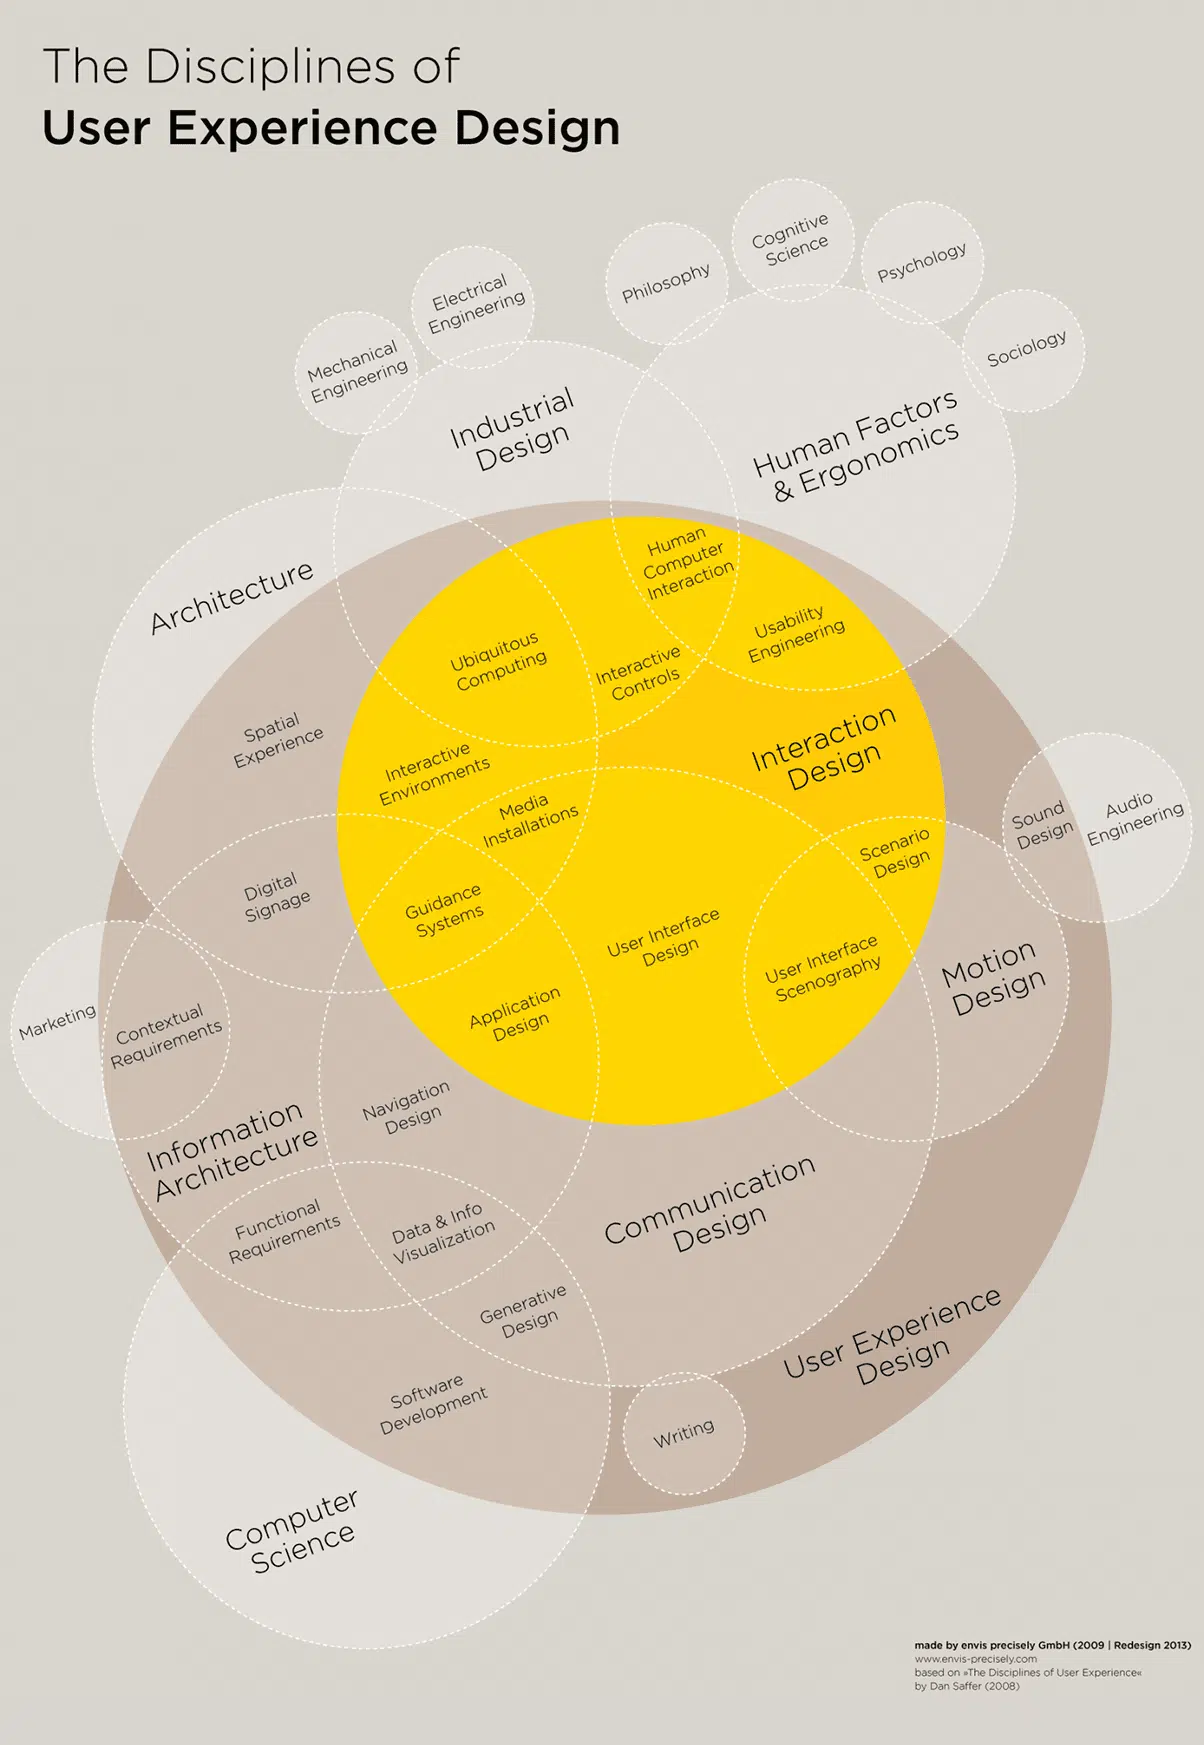 The Disciplines of
User Experience Design
Cognitive
Science
Psychology
Philosophy
Electrical
Engineering
Sociology
Mechanical
Engineering
Industrial
Design
Human Factors
& Ergonomics
Architecture
Human
Computer
Interaction
Usability
Engineering
Ubiquitous
Computing
Interactive
Controls
Spatial
Experience
Interaction
Design
Interactive
Environments
Media
Installations
Sound
Design
Audio
Engineering
Scenario
Design
Digital
Signage
Guidance
Systems
User Interface
Design
User Interface
Scenography
Motion
Design
Marketing
Contextual
Requirements
Application
Design
Navigation
Design
Information
Architecture
Communication
Design
Functional
Requirements
Data & Info
Visualization
Generative
Design
User Experience
Design
Software
Development
Writing
Computer
Science
made by envis precisely GmbH (2009 | Redesign 2013)
www.envis-precisely.com
based on »The Disciplines of User Experience«
by Dan Saffer (2008)